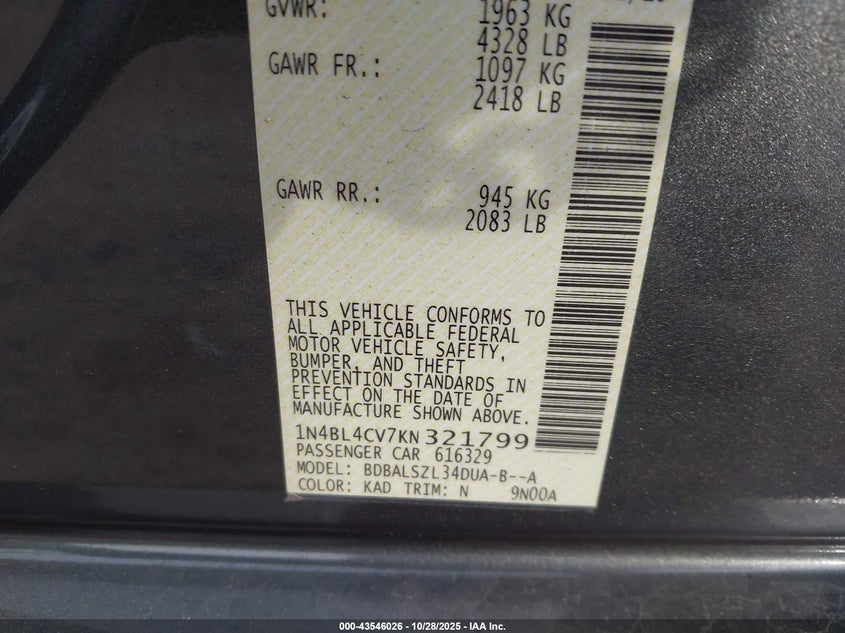 GVWR: 1963 KG
4328 LB
GAWR FR.: 1097 KG
2418 LB
GAWR RR.: 945 KG
2083 LB
THIS VEHICLE CONFORMS TO
ALL APPLICABLE FEDERAL
MOTOR VEHICLE SAFETY,
BUMPER, AND THEFT
PREVENTION STANDARDS IN
EFFECT ON THE DATE OF
MANUFACTURE SHOWN ABOVE.
1N4BL4CV7KN321799
PASSENGER CAR 616329
MODEL: BDBALSZL34DUA-B--A
COLOR: KAD TRIM: N 9N00A
000-43546026 | 10/28/2025 - IAA Inc.